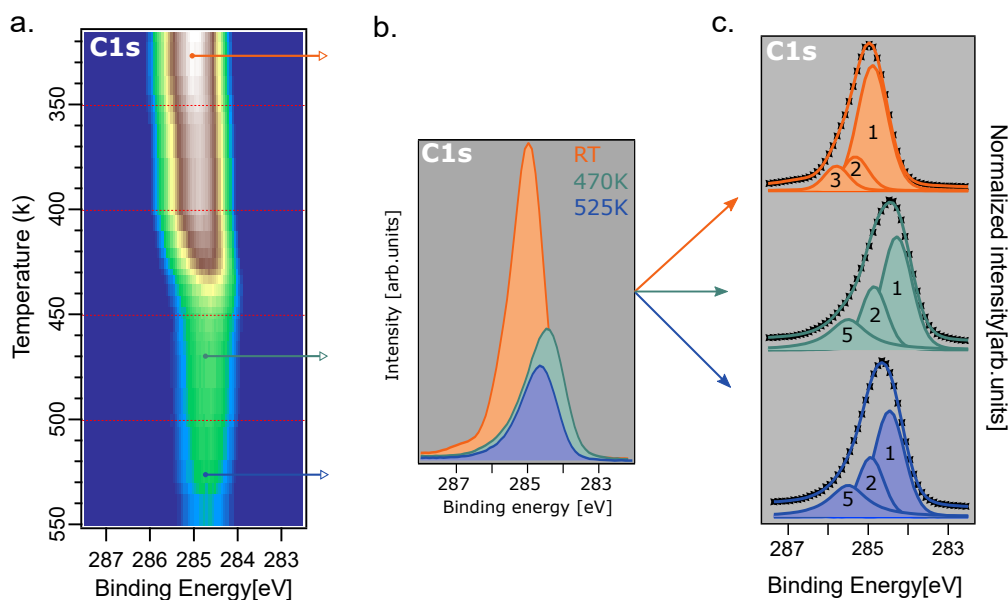 a.
C1s
Temperature (k)
350
400
450
500
550
287 286 285 284 283
Binding Energy[eV]
b.
C1s
RT
470K
525K
Intensity [arb.units]
287 285 283
Binding energy [eV]
c.
C1s
1
2
3
1
2
5
1
2
5
Normalized intensity[arb.units]
287 285 283
Binding Energy[eV]